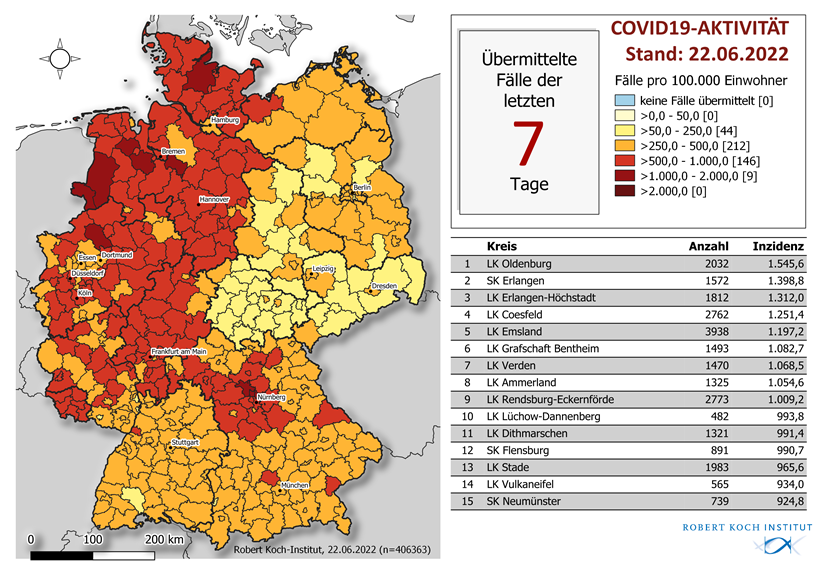 COVID19-AKTIVITÄT
Stand: 22.06.2022
Übermittelte
Fälle der
letzten
7
Tage
Fälle pro 100.000 Einwohner
keine Fälle übermittelt [0]
>0,0 - 50,0 [0]
>50,0 - 250,0 [44]
>250,0 - 500,0 [212]
>500,0 - 1.000,0 [146]
>1.000,0 - 2.000,0 [9]
>2.000,0 [0]
Hamburg
Bremen
Berlin
Hannover
Essen
Dortmund
Düsseldorf
Leipzig
Dresden
Köln
Frankfurt am Main
Nürnberg
Stuttgart
München
0 100 200 km
Robert Koch-Institut, 22.06.2022 (n=406363)
Kreis Anzahl Inzidenz
1 LK Oldenburg 2032 1.545,6
2 SK Erlangen 1572 1.398,8
3 LK Erlangen-Höchstadt 1812 1.312,0
4 LK Coesfeld 2762 1.251,4
5 LK Emsland 3938 1.197,2
6 LK Grafschaft Bentheim 1493 1.082,7
7 LK Verden 1470 1.068,5
8 LK Ammerland 1325 1.054,6
9 LK Rendsburg-Eckernförde 2773 1.009,2
10 LK Lüchow-Dannenberg 482 993,8
11 LK Dithmarschen 1321 991,4
12 SK Flensburg 891 990,7
13 LK Stade 1983 965,6
14 LK Vulkaneifel 565 934,0
15 SK Neumünster 739 924,8
ROBERT KOCH INSTITUT